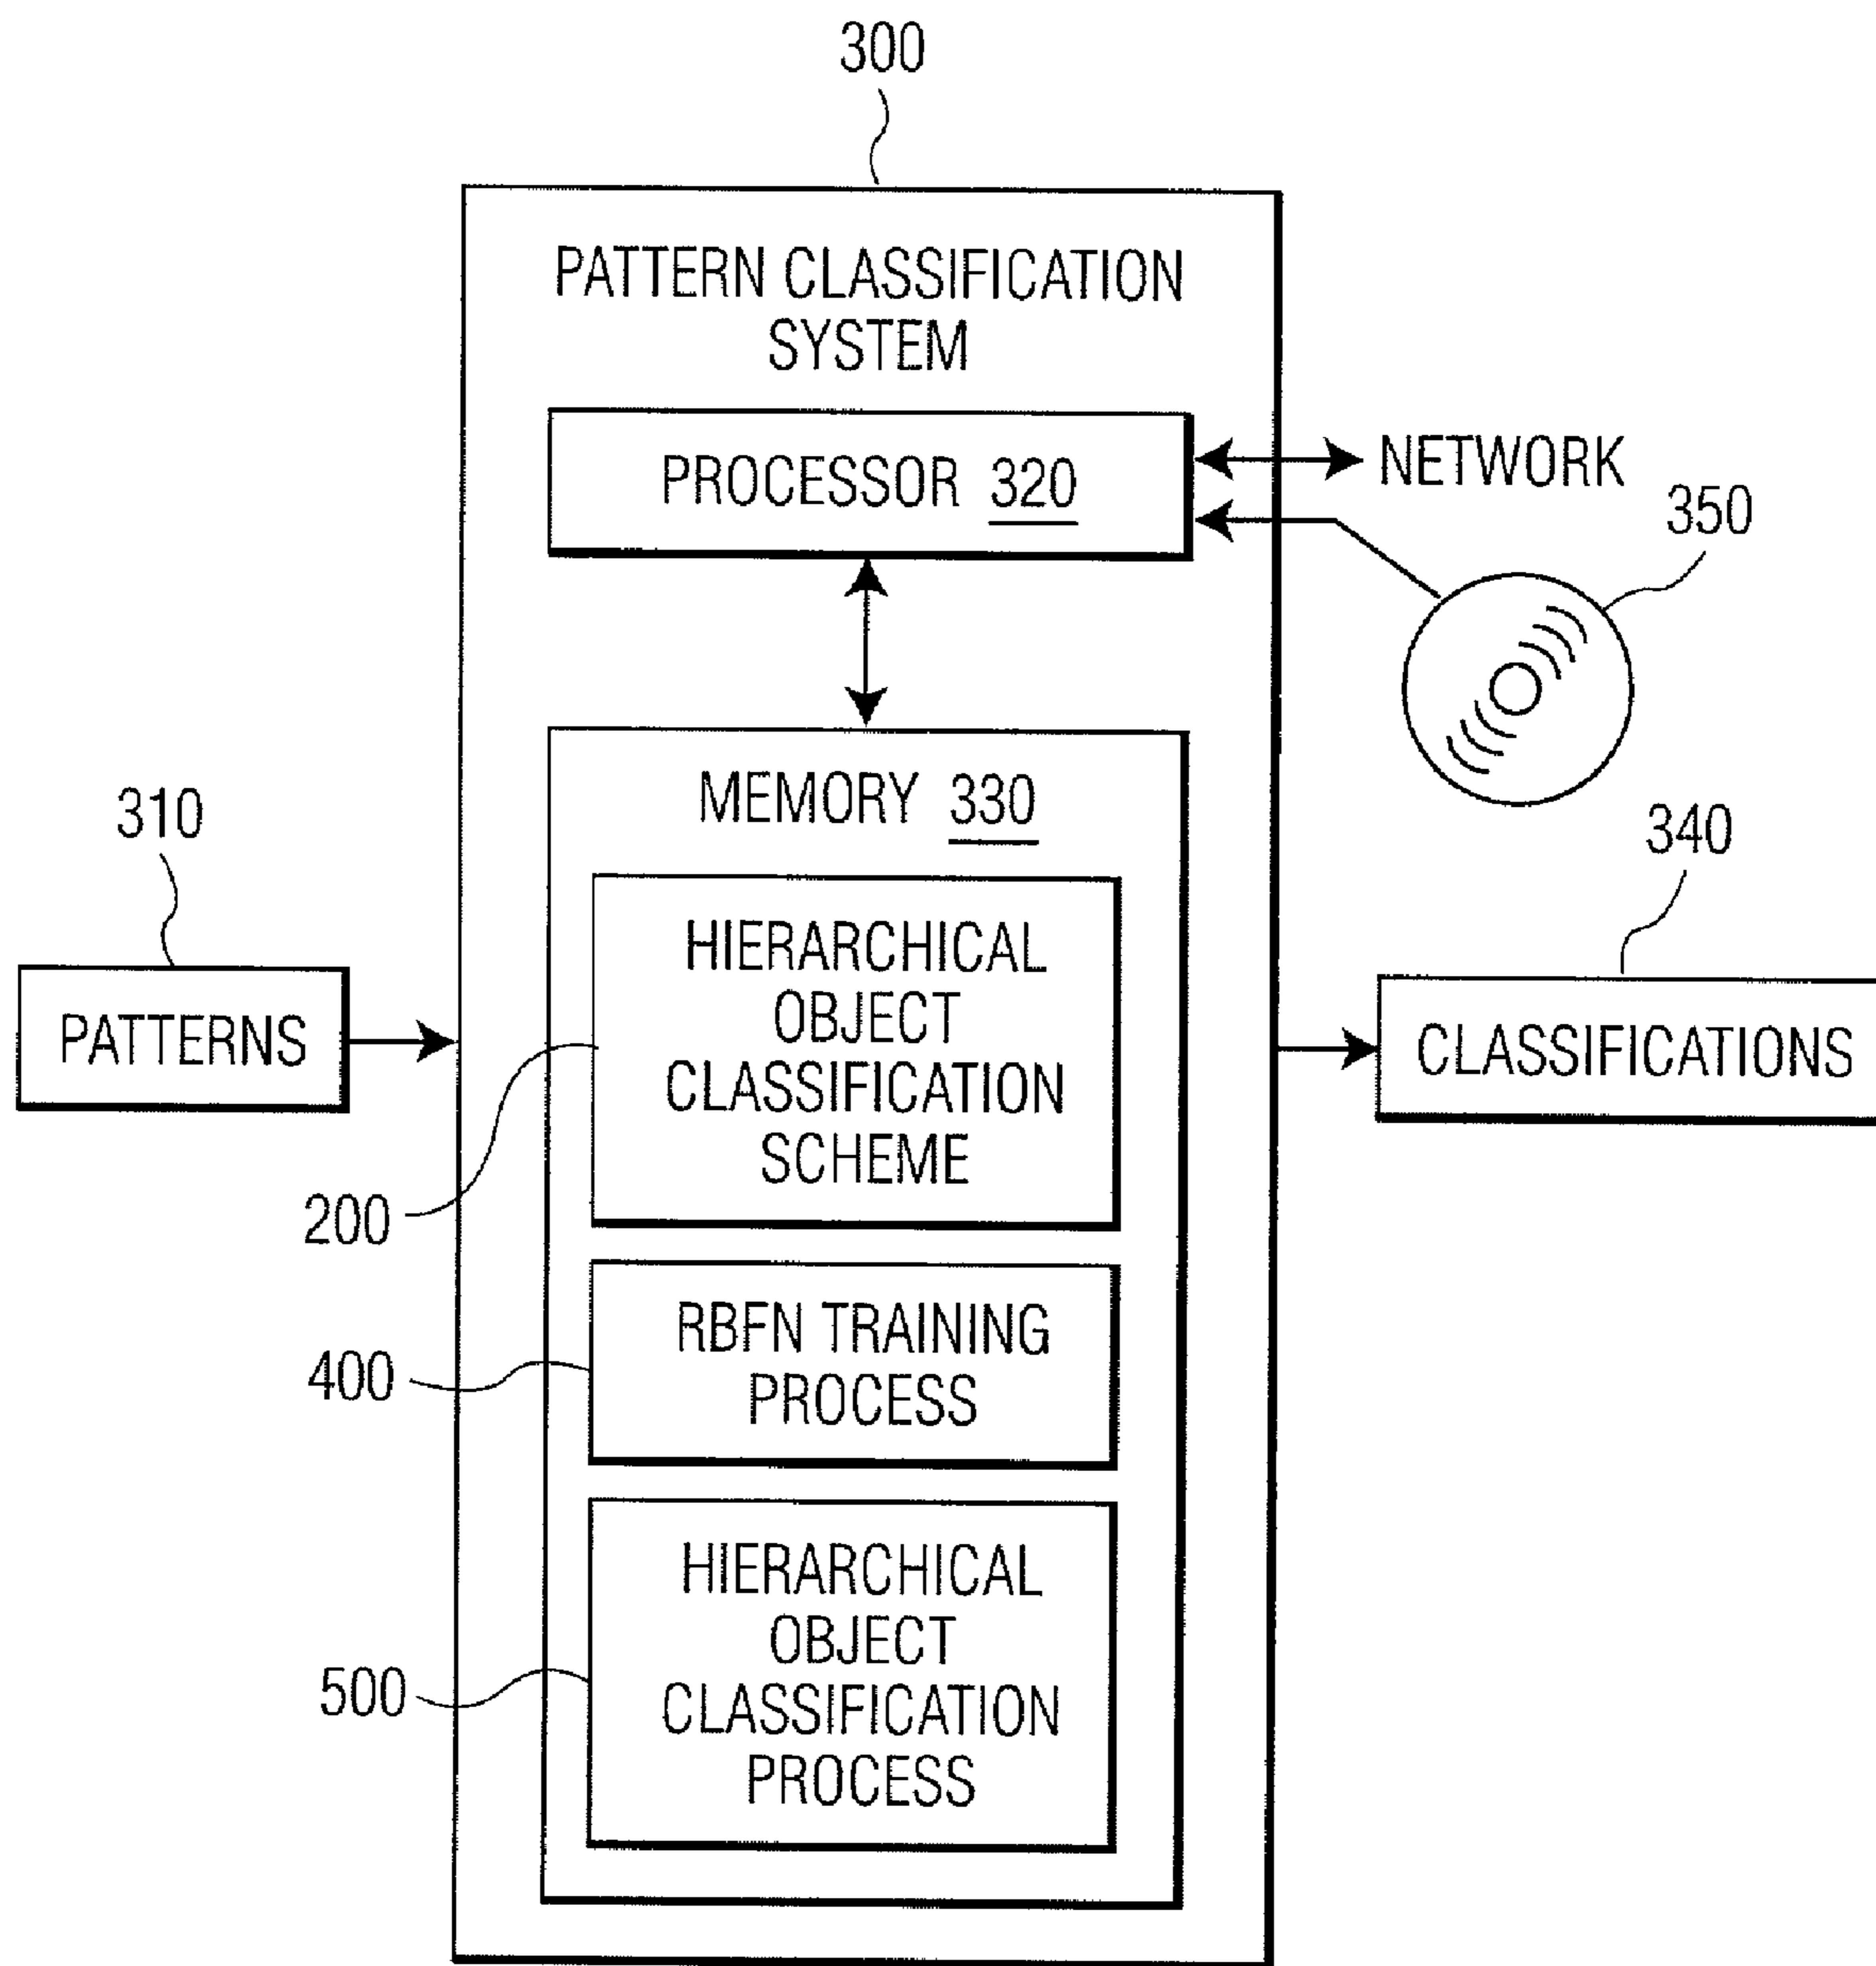 300
PATTERN CLASSIFICATION
SYSTEM
PROCESSOR 320
NETWORK
350
MEMORY 330
310
340
HIERARCHICAL
OBJECT
CLASSIFICATION
SCHEME
PATTERNS
CLASSIFICATIONS
200
RBFN TRAINING
PROCESS
400
HIERARCHICAL
OBJECT
CLASSIFICATION
PROCESS
500